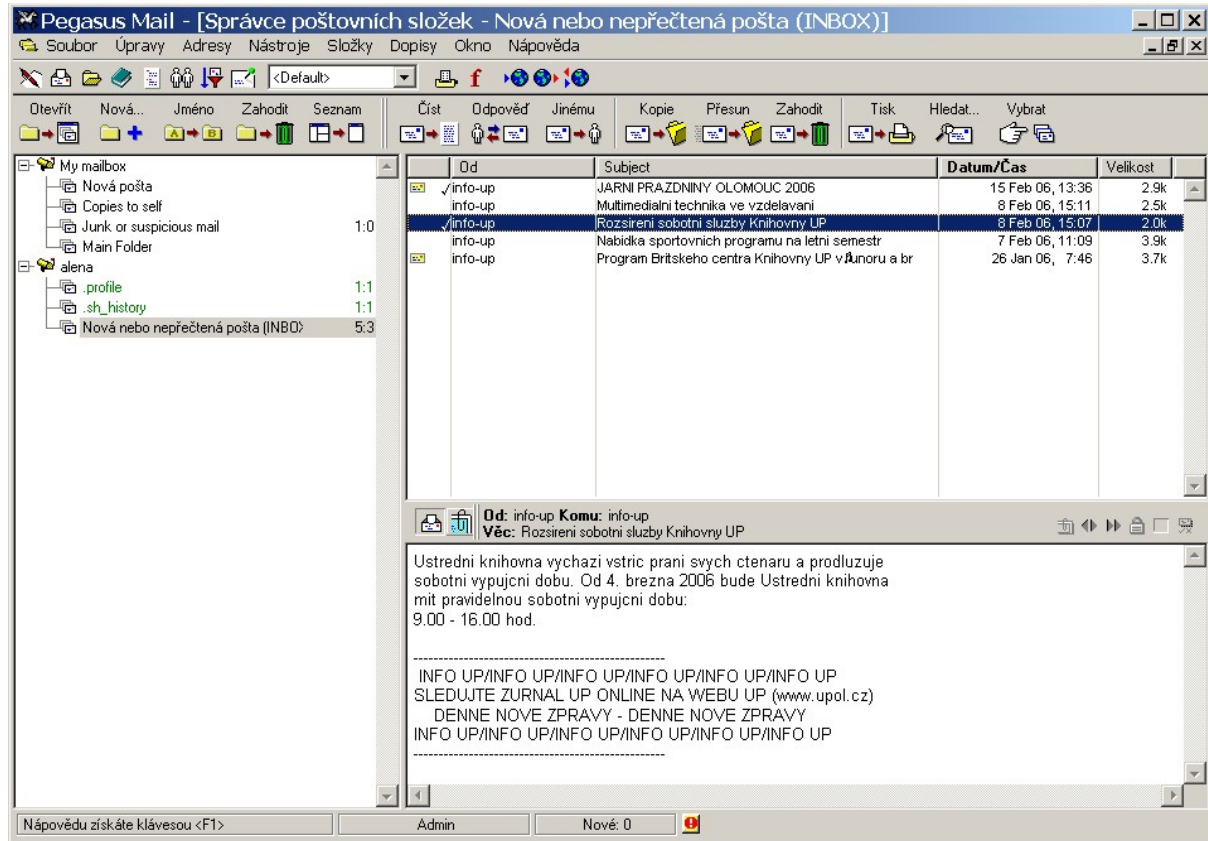 Pegasus Mail - [Správce poštovních složek - Nová nebo nepřečtená pošta (INBOX)]
Soubor Úpravy Adresy Nástroje Složky Dopisy Okno Nápověda
<Default>
Otevřít Nová... Jméno Zahodit Seznam Číst Odpověď Jinému Kopie Přesun Zahodit Tisk Hledat... Vybrat
My mailbox
Nová pošta
Copies to self
Junk or suspicious mail 1:0
Main Folder
alena
.profile 1:1
.sh_history 1:1
Nová nebo nepřečtená pošta (INBO 5:3
Od Subject Datum/Čas Velikost
info-up JARNI PRAZDNINY OLOMOUC 2006 15 Feb 06, 13:36 2.9k
info-up Multimedialni technika ve vzdelavani 8 Feb 06, 15:11 2.5k
info-up Rozsireni sobotni sluzby Knihovny UP 8 Feb 06, 15:07 2.0k
info-up Nabidka sportovnich programu na letni semestr 7 Feb 06, 11:09 3.9k
info-up Program Britskeho centra Knihovny UP v únoru a br 26 Jan 06, 7:46 3.7k
Od: info-up Komu: info-up
Věc: Rozsireni sobotni sluzby Knihovny UP
Ustredni knihovna vychazi vstric prani svych ctenaru a prodluzuje
sobotni vypujcni dobu. Od 4. brezna 2006 bude Ustredni knihovna
mit pravidelnou sobotni vypujcni dobu:
9.00 - 16.00 hod.
--------------------------------------------------
INFO UP/INFO UP/INFO UP/INFO UP/INFO UP/INFO UP
SLEDUJTE ZURNAL UP ONLINE NA WEBU UP (www.upol.cz)
DENNE NOVE ZPRAVY - DENNE NOVE ZPRAVY
INFO UP/INFO UP/INFO UP/INFO UP/INFO UP/INFO UP
--------------------------------------------------
Nápovědu získáte klávesou <F1> Admin Nové: 0